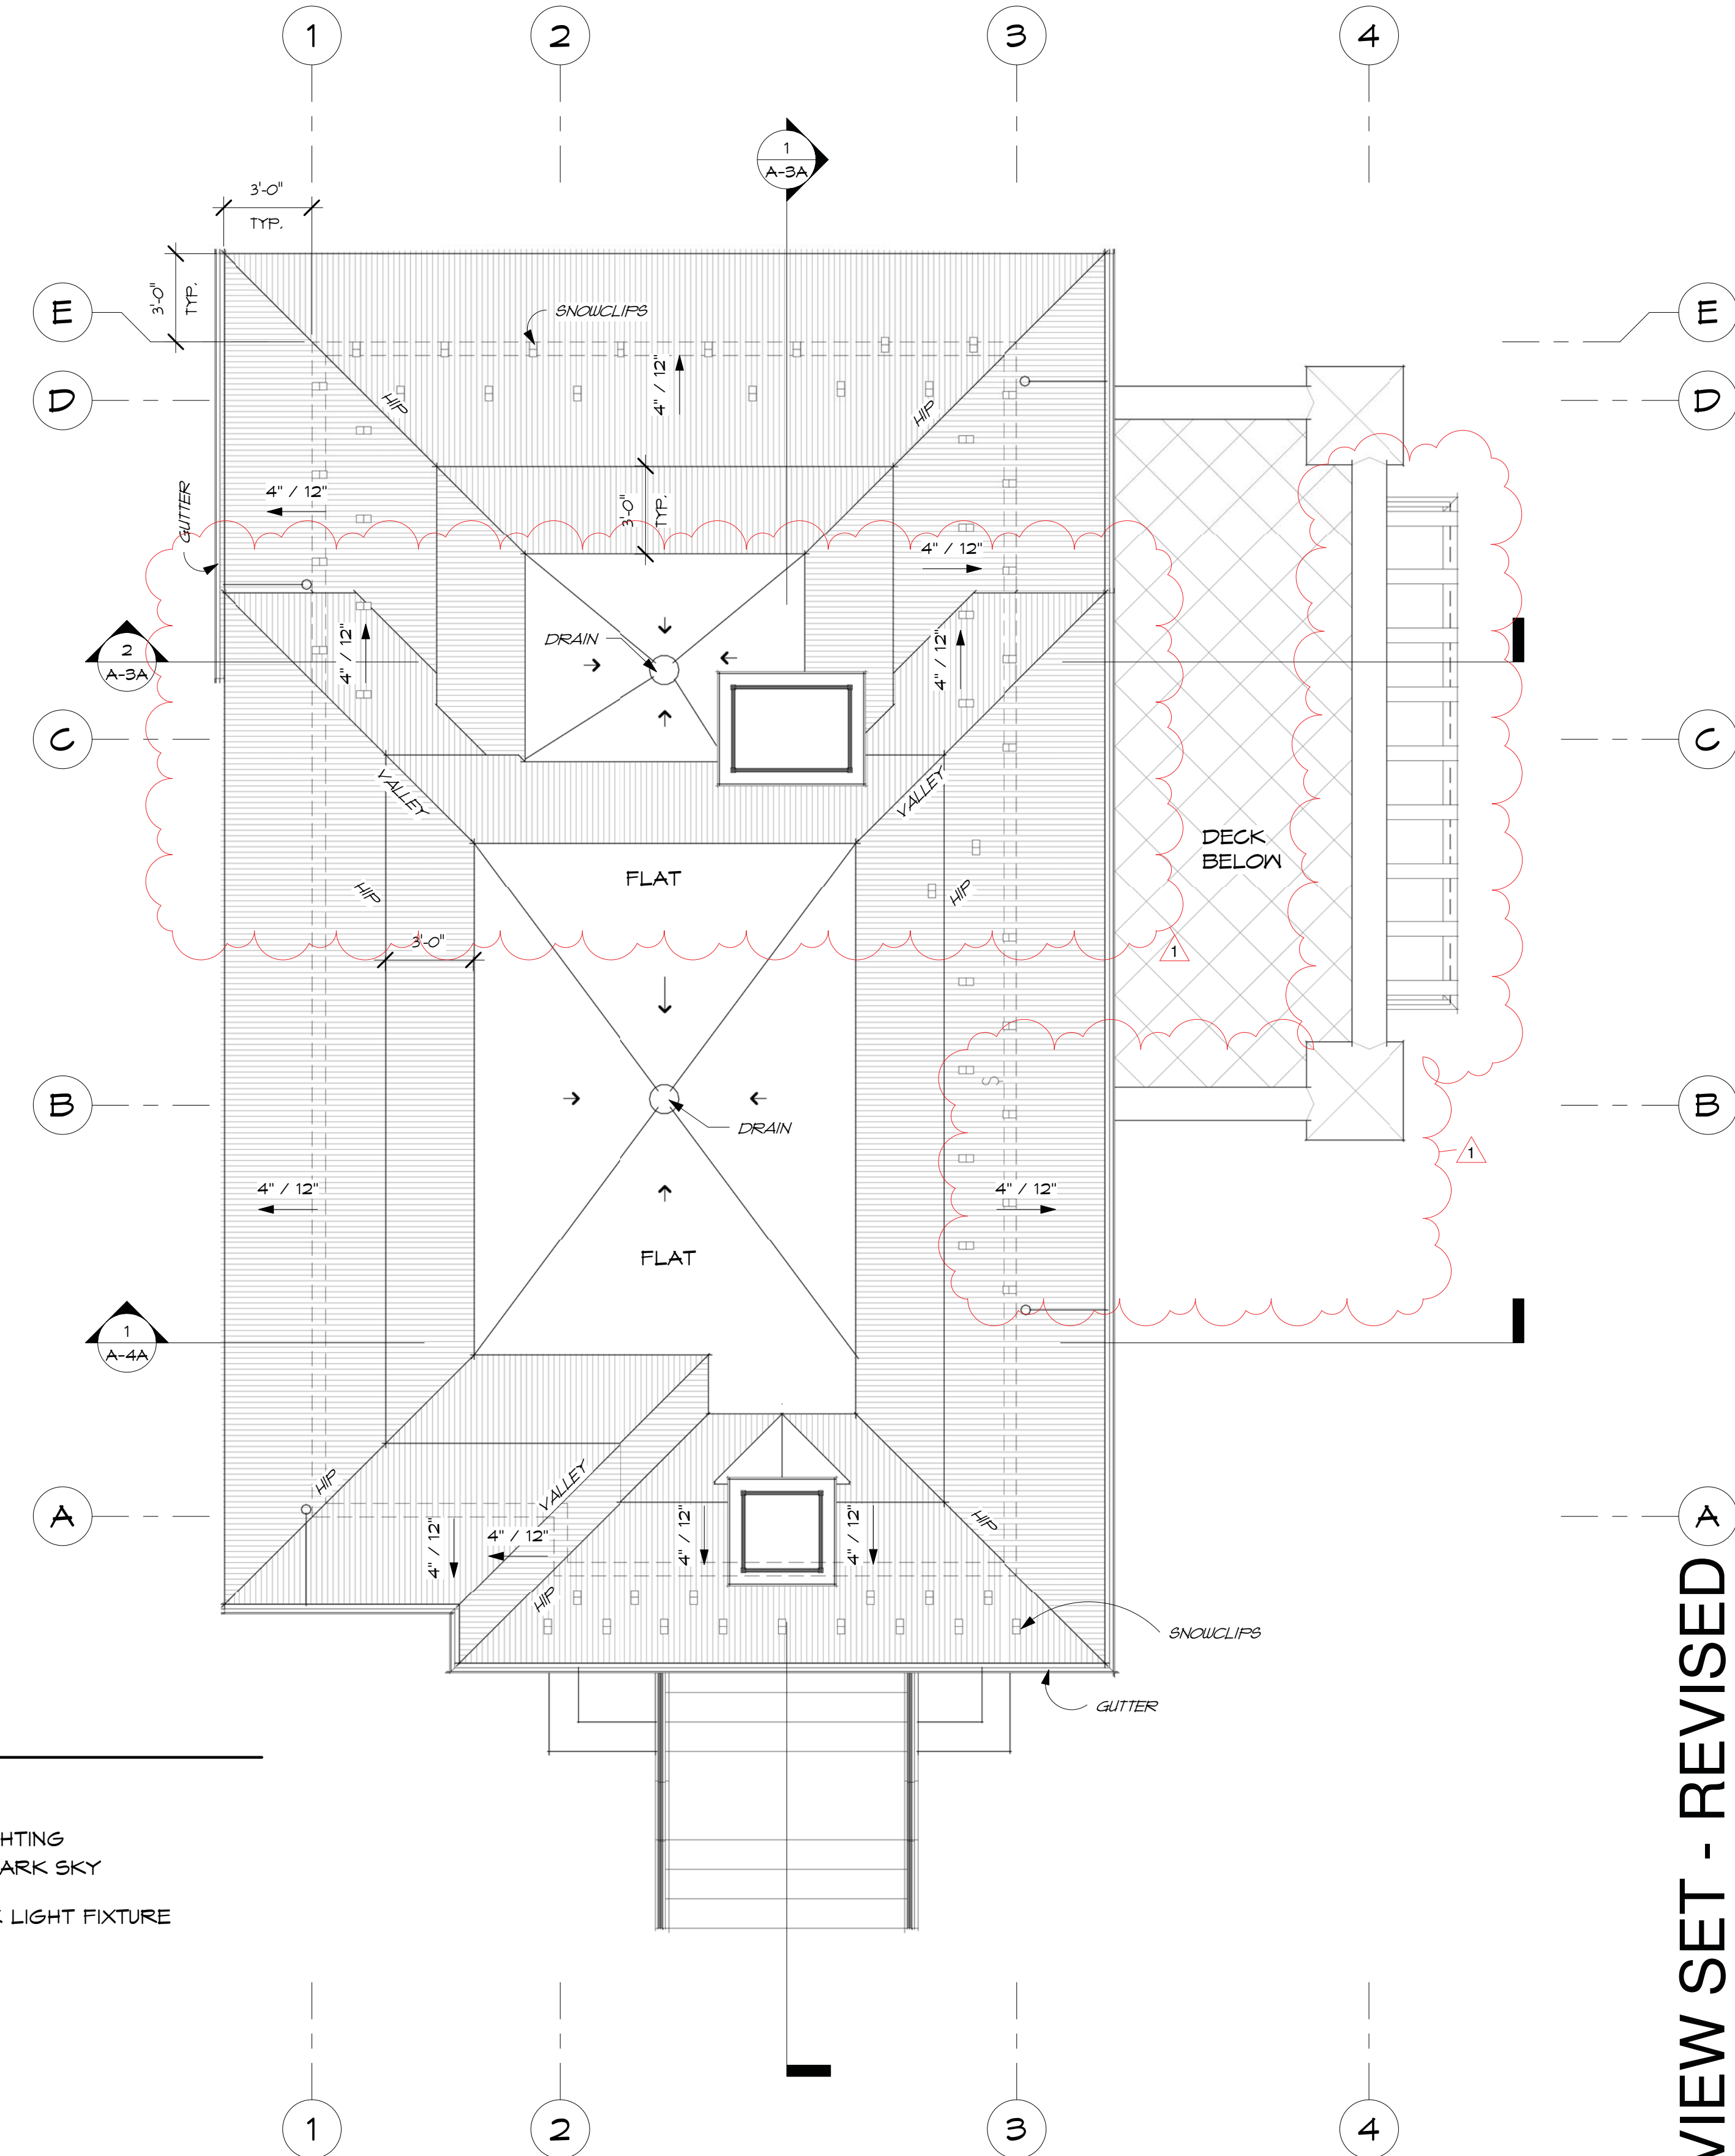 1
2
3
4
1
A-3A
3'-0"
TYP.
3'-0"
TYP.
E
E
SNOWCLIPS
4" / 12"
HIP
HIP
D
D
GUTTER
4" / 12"
3'-0"
TYP.
4" / 12"
DRAIN
4" / 12"
4" / 12"
2
A-3A
C
C
VALLEY
VALLEY
DECK
BELOW
FLAT
HIP
HIP
3'-0"
1
B
B
DRAIN
S
1
4" / 12"
4" / 12"
FLAT
1
A-4A
HIP
VALLEY
A
A
4" / 12"
4" / 12"
4" / 12"
4" / 12"
HIP
HIP
SNOWCLIPS
GUTTER
HTING
ARK SKY
LIGHT FIXTURE
VIEW SET - REVISED
1
2
3
4